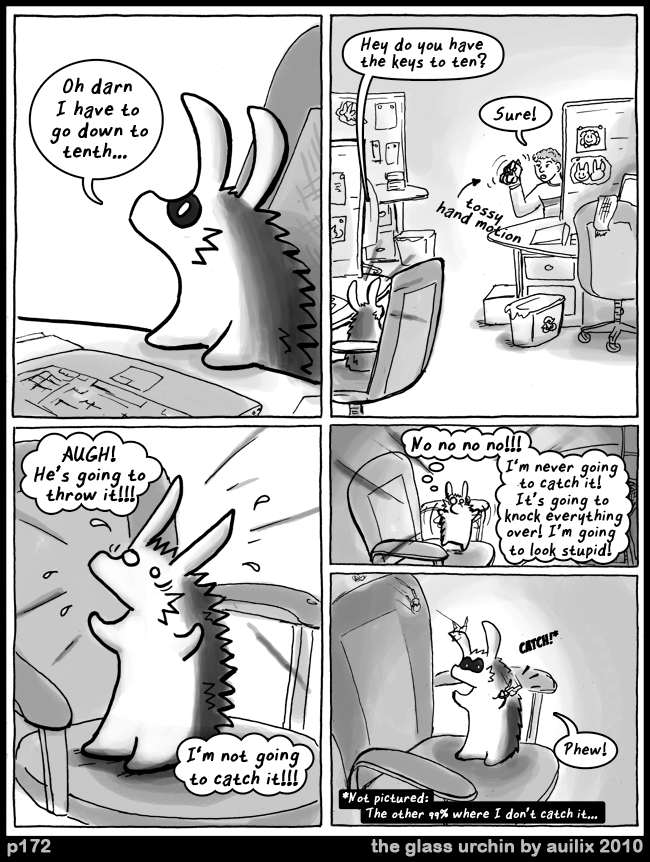 Oh darn
I have to
go down to
tenth...
Hey do you have
the keys to ten?
Sure!
tossy
hand motion
AUGH!
He's going to
throw it!!!
I'm not going
to catch it!!!
No no no no!!!
I'm never going
to catch it!
It's going to
knock everything
over! I'm going
to look stupid!
CATCH!*
Phew!
*Not pictured:
The other 99% where I don't catch it...
p172
the glass urchin by auilix 2010